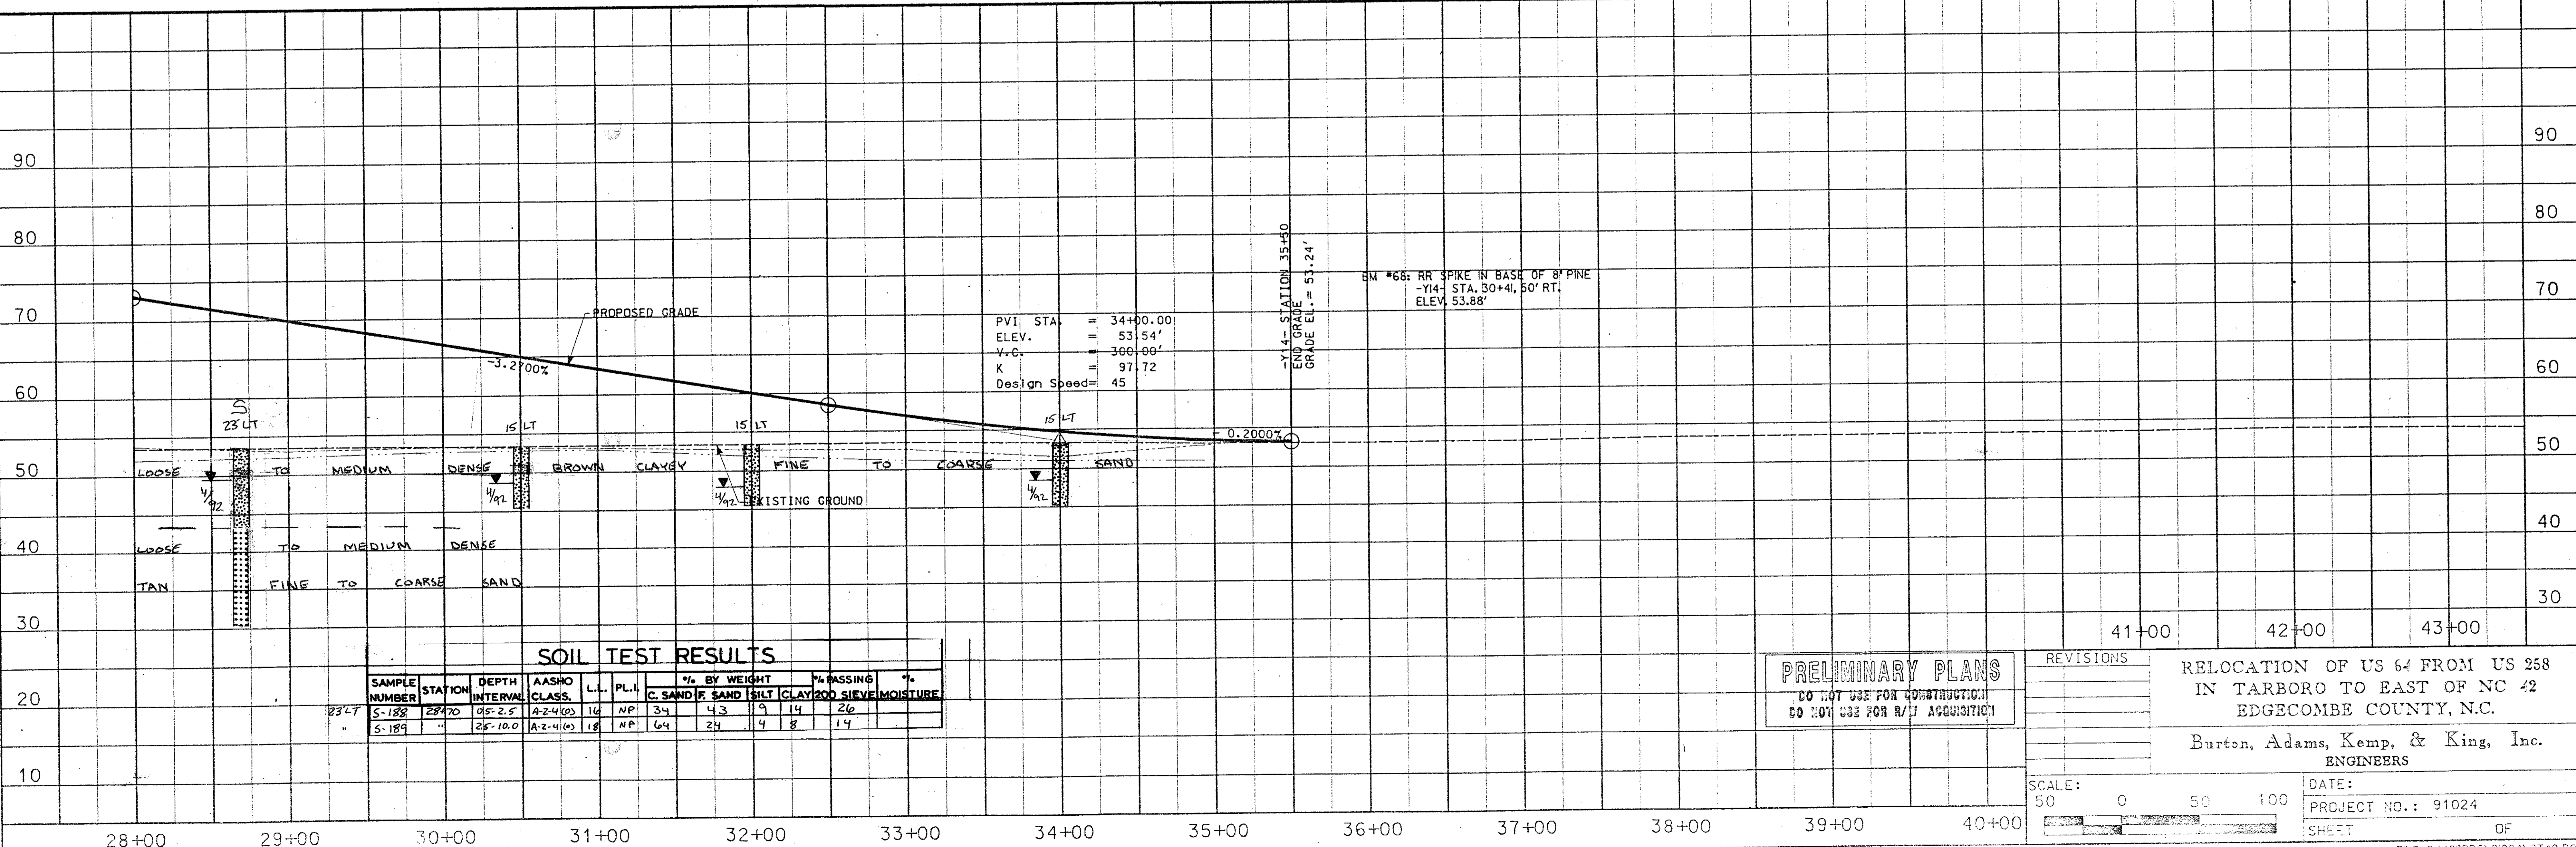 90
80
70
60
50
40
30
20
10
90
80
70
60
50
40
30
PROPOSED GRADE
-3.2700%
PVI STA. = 34+00.00
ELEV. = 53.54'
V.C. = 300.00'
K = 97.72
Design Speed= 45
-Y14- STATION 35+50
END GRADE
GRADE EL. = 53.24'
BM #68: RR SPIKE IN BASE OF 8" PINE
-Y14- STA. 30+41, 50' RT.
ELEV. 53.88'
- 0.2000%
23' LT
15 LT
15 LT
15 LT
LOOSE TO MEDIUM DENSE BROWN CLAYEY FINE TO COARSE SAND
4/92
4/92
4/92
4/92
EXISTING GROUND
LOOSE TO MEDIUM DENSE
TAN FINE TO COARSE SAND
SOIL TEST RESULTS
SAMPLE NUMBER STATION DEPTH INTERVAL AASHO CLASS. L.L. PL.I. % BY WEIGHT C. SAND F. SAND SILT CLAY % PASSING 200 SIEVE % MOISTURE
23' LT S-188 28+70 0.5-2.5 A-2-4(0) 16 NP 34 43 9 14 26
" S-189 " 2.5-10.0 A-2-4(0) 18 NP 64 24 4 8 14
PRELIMINARY PLANS
DO NOT USE FOR CONSTRUCTION
DO NOT USE FOR R/W ACQUISITION
41+00 42+00 43+00
REVISIONS
RELOCATION OF US 64 FROM US 258
IN TARBORO TO EAST OF NC 42
EDGECOMBE COUNTY, N.C.
Burton, Adams, Kemp, & King, Inc.
ENGINEERS
SCALE:
50 0 50 100
DATE:
PROJECT NO.: 91024
SHEET OF
28+00 29+00 30+00 31+00 32+00 33+00 34+00 35+00 36+00 37+00 38+00 39+00 40+00